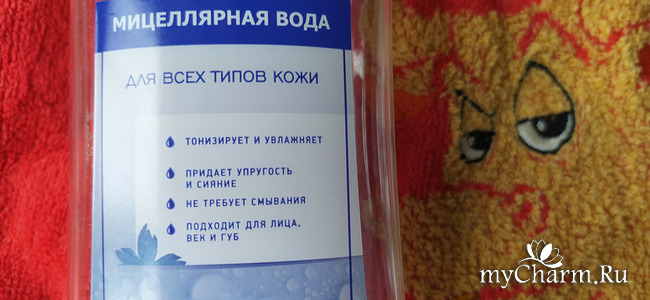 МИЦЕЛЛЯРНАЯ ВОДА
ДЛЯ ВСЕХ ТИПОВ КОЖИ
ТОНИЗИРУЕТ И УВЛАЖНЯЕТ
ПРИДАЕТ УПРУГОСТЬ
И СИЯНИЕ
НЕ ТРЕБУЕТ СМЫВАНИЯ
ПОДХОДИТ ДЛЯ ЛИЦА,
ВЕК И ГУБ
myCharm.Ru